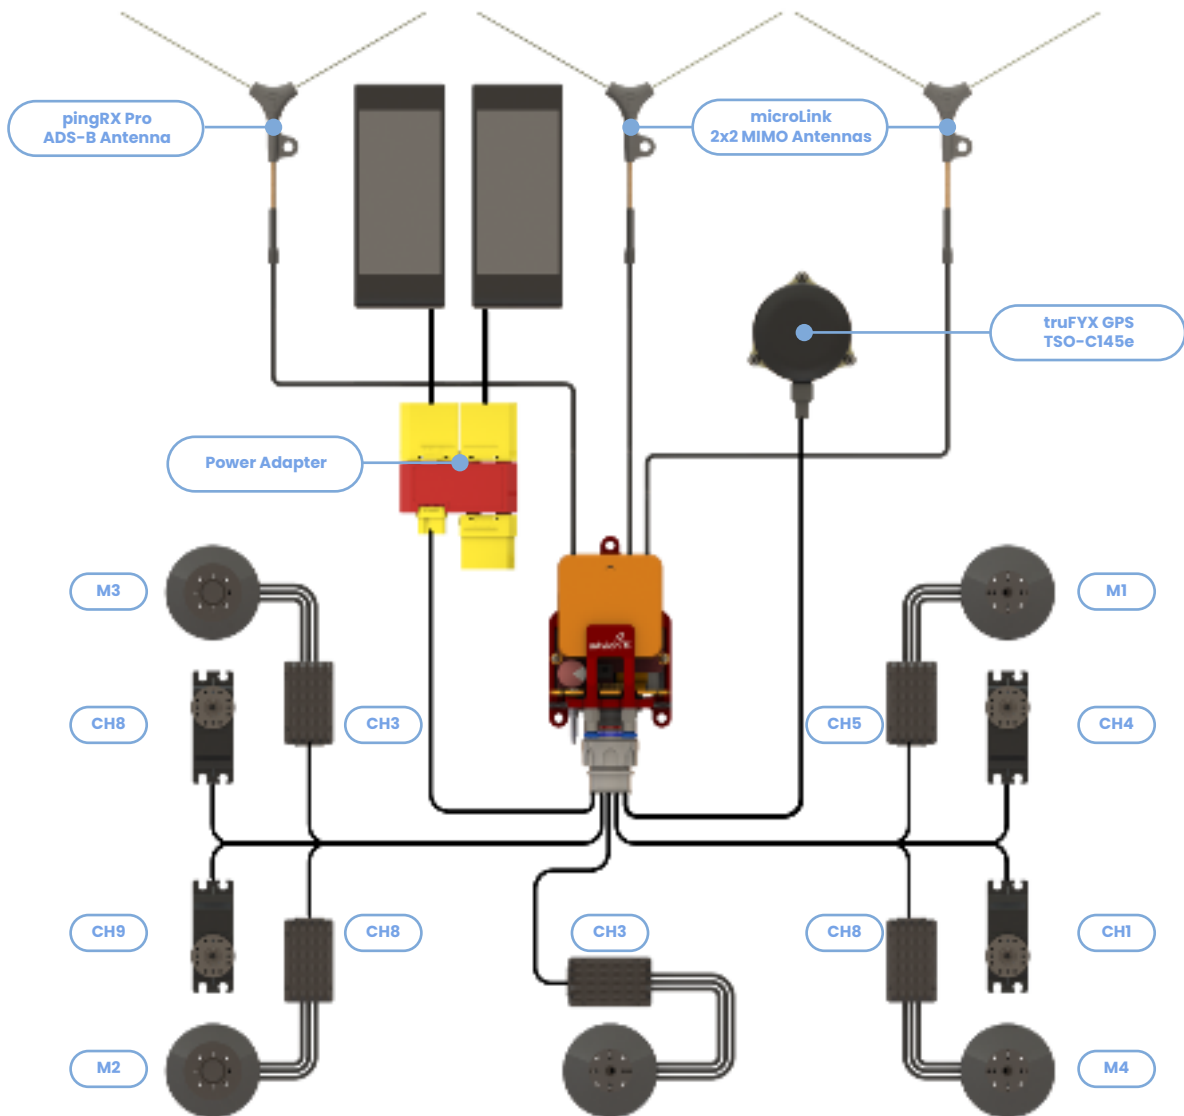 pingRX Pro
ADS-B Antenna
microLink
2x2 MIMO Antennas
truFYX GPS
TSO-C145e
Power Adapter
M3
M1
CH8
CH3
CH5
CH4
CH9
CH8
CH3
CH8
CH1
M2
M4